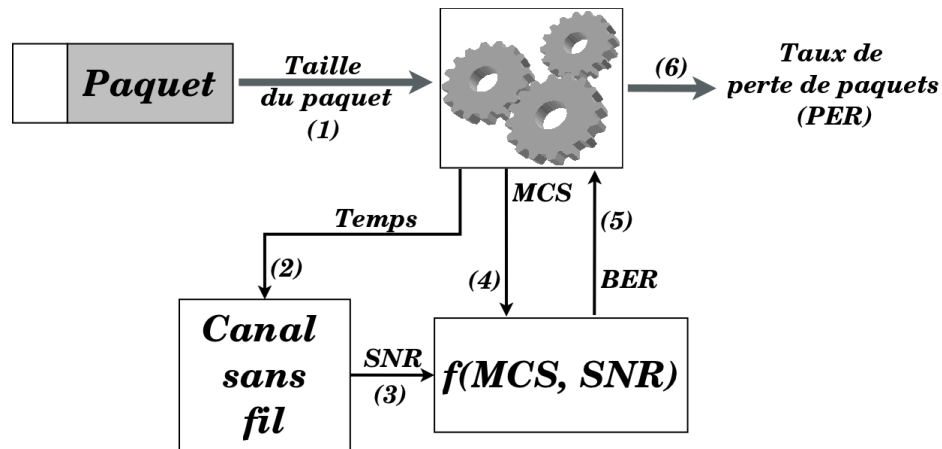 Paquet
Taille
du paquet
(1)
(6)
Taux de
perte de paquets
(PER)
MCS
Temps
(5)
(2)
(4)
BER
Canal
sans
fil
SNR
(3)
f(MCS, SNR)